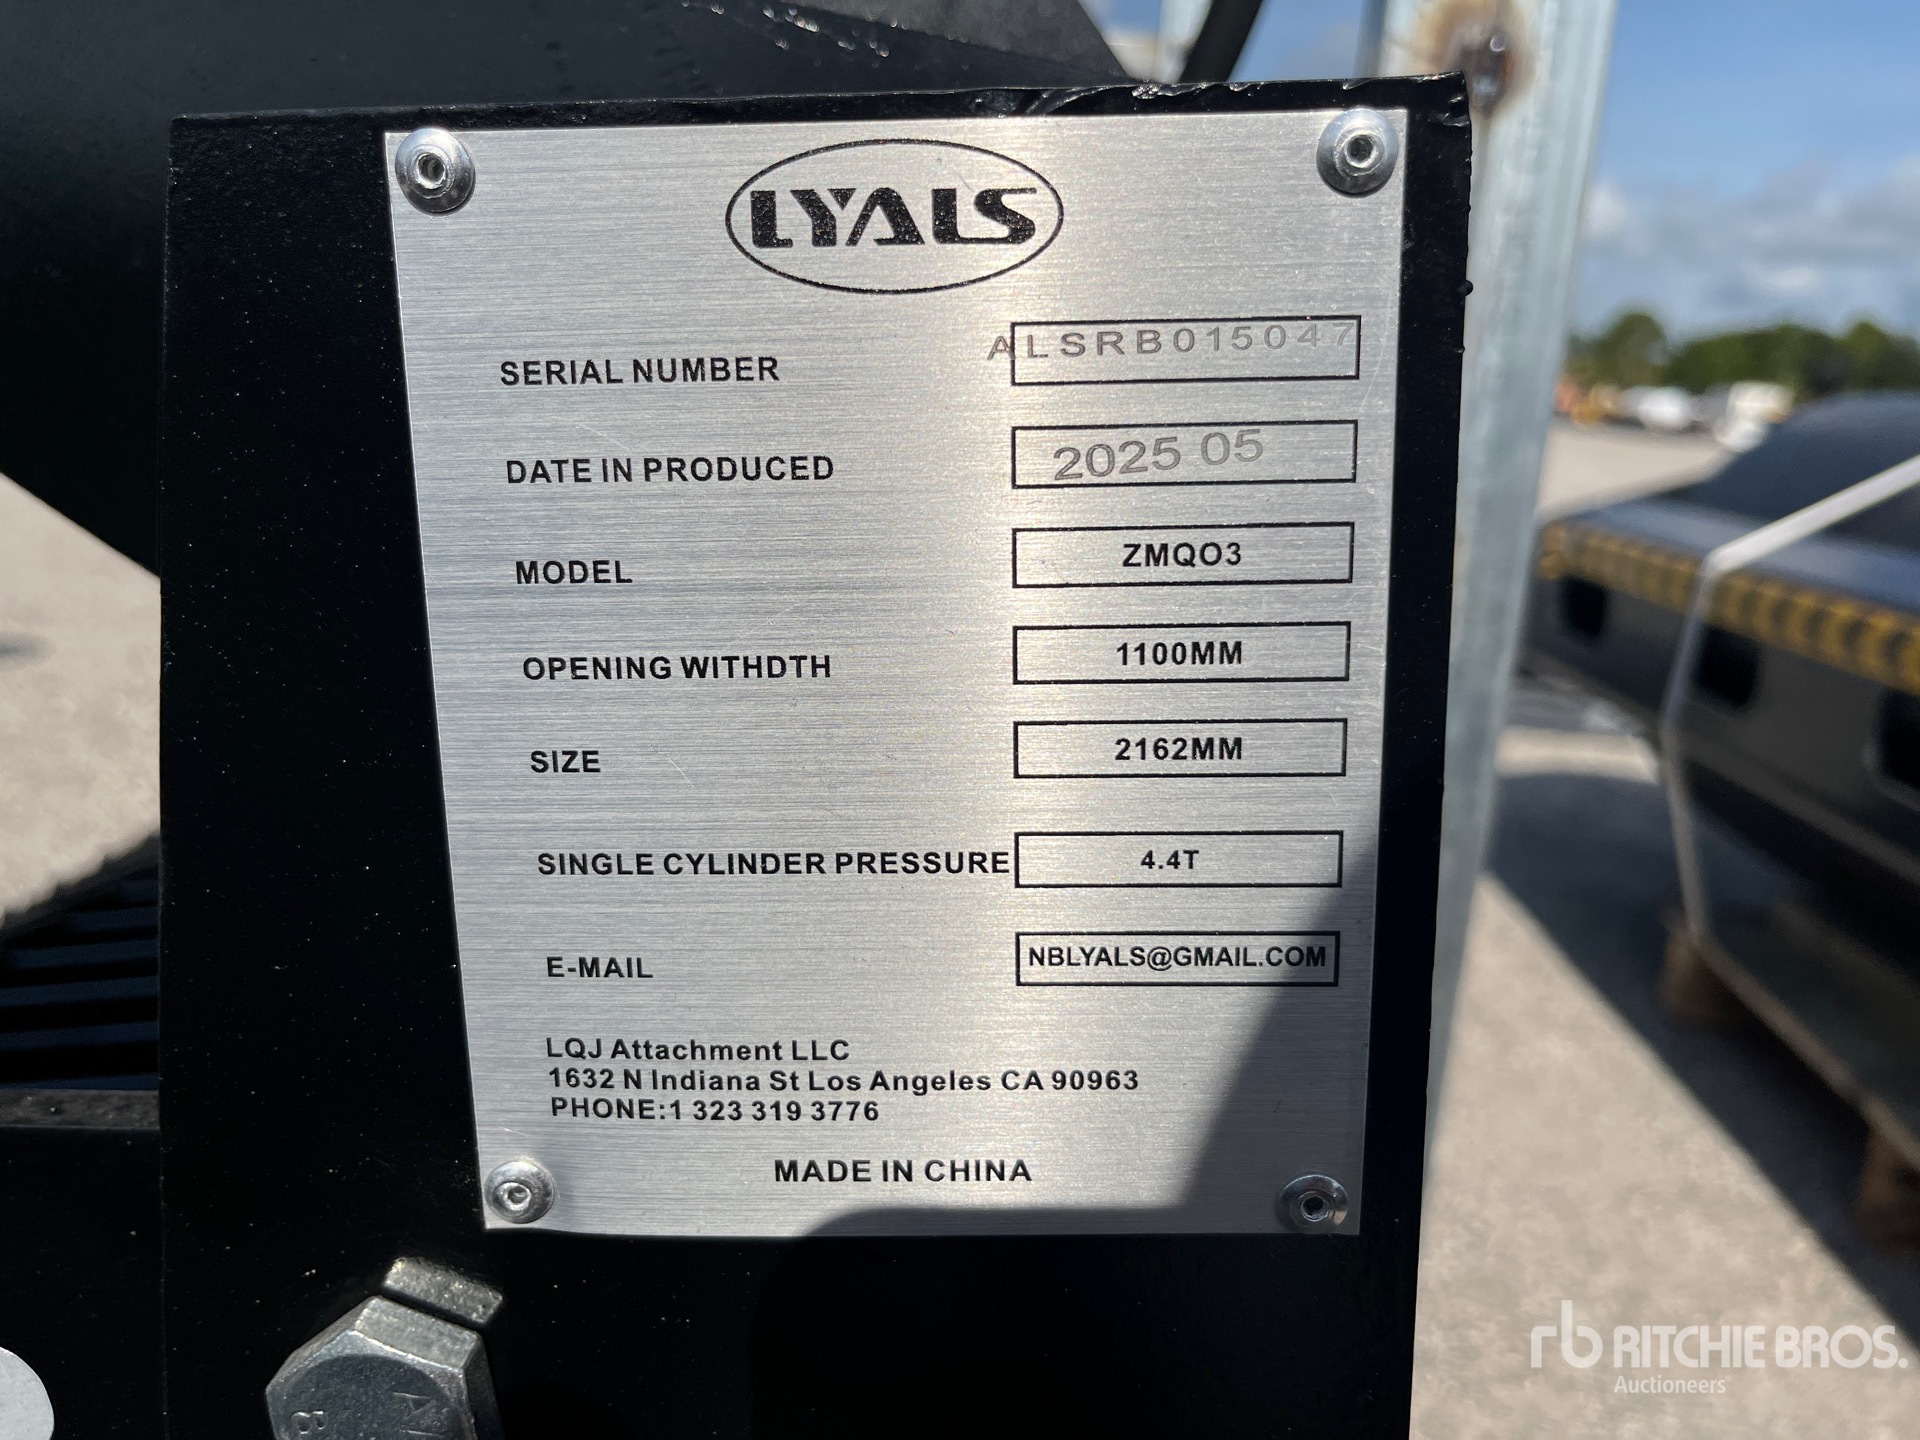 LYALS
SERIAL NUMBER ALSRB015047
DATE IN PRODUCED 2025 05
MODEL ZMQO3
OPENING WITHDTH 1100MM
SIZE 2162MM
SINGLE CYLINDER PRESSURE 4.4T
E-MAIL NBLYALS@GMAIL.COM
LQJ Attachment LLC
1632 N Indiana St Los Angeles CA 90963
PHONE:1 323 319 3776
MADE IN CHINA
rb RITCHIE BROS.
Auctioneers